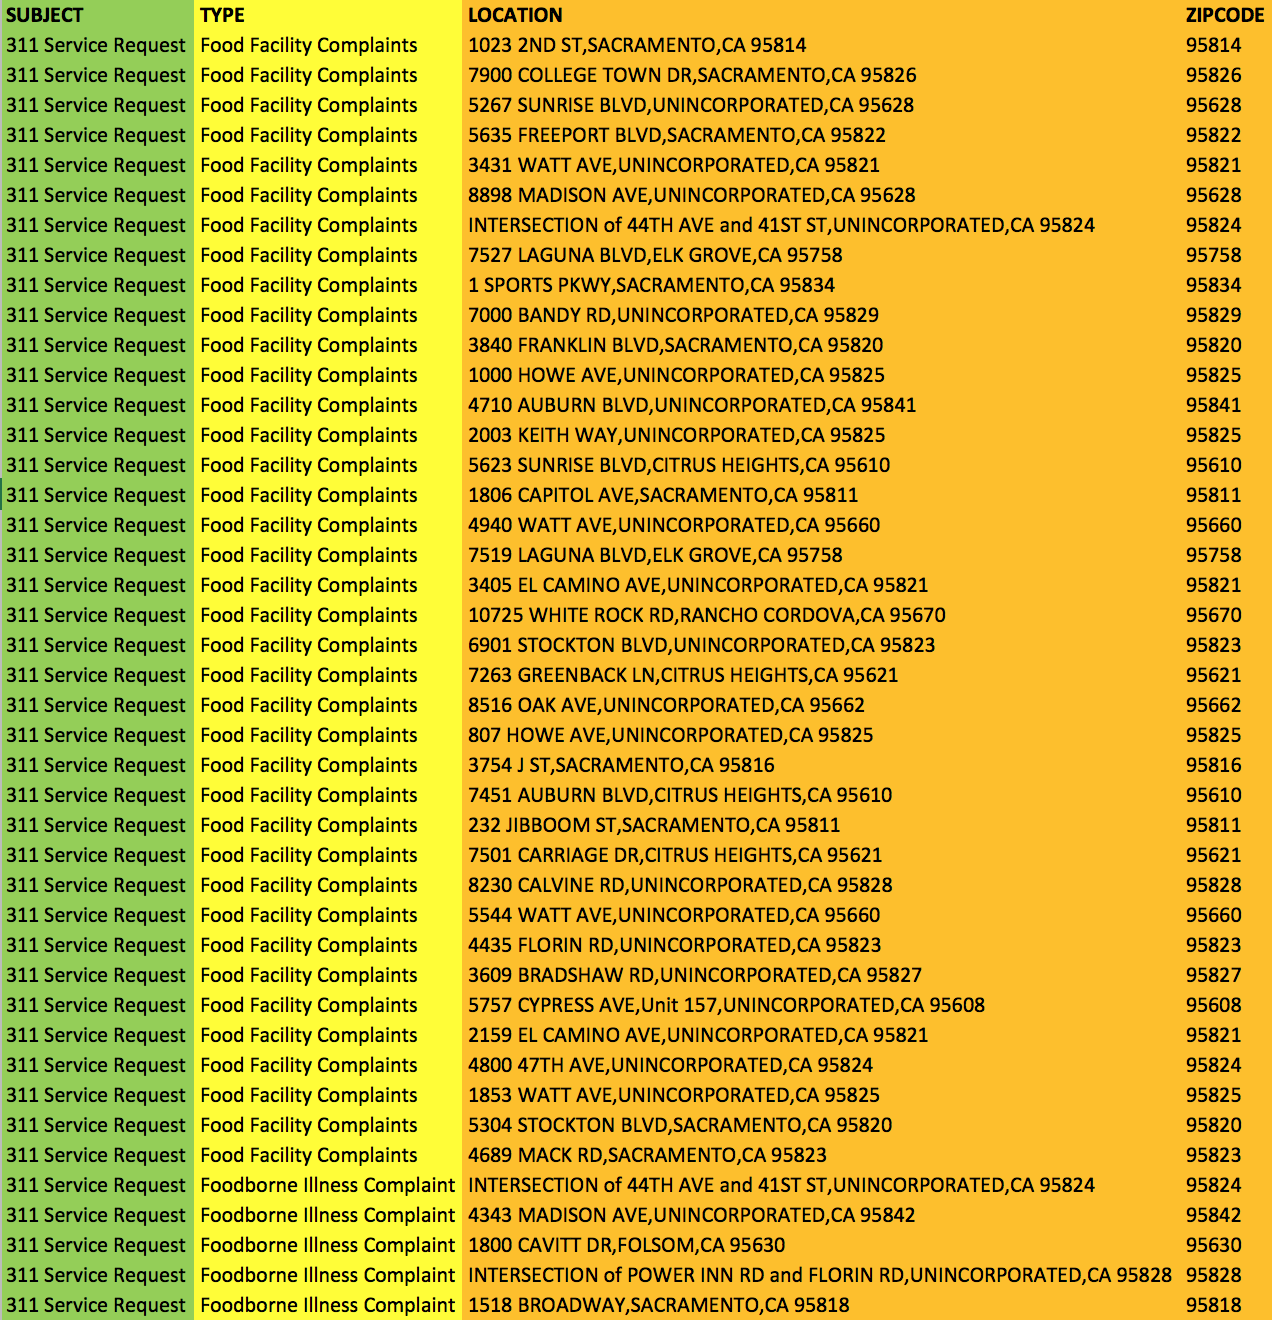 SUBJECT TYPE LOCATION ZIPCODE
311 Service Request Food Facility Complaints 1023 2ND ST,SACRAMENTO,CA 95814 95814
311 Service Request Food Facility Complaints 7900 COLLEGE TOWN DR,SACRAMENTO,CA 95826 95826
311 Service Request Food Facility Complaints 5267 SUNRISE BLVD,UNINCORPORATED,CA 95628 95628
311 Service Request Food Facility Complaints 5635 FREEPORT BLVD,SACRAMENTO,CA 95822 95822
311 Service Request Food Facility Complaints 3431 WATT AVE,UNINCORPORATED,CA 95821 95821
311 Service Request Food Facility Complaints 8898 MADISON AVE,UNINCORPORATED,CA 95628 95628
311 Service Request Food Facility Complaints INTERSECTION of 44TH AVE and 41ST ST,UNINCORPORATED,CA 95824 95824
311 Service Request Food Facility Complaints 7527 LAGUNA BLVD,ELK GROVE,CA 95758 95758
311 Service Request Food Facility Complaints 1 SPORTS PKWY,SACRAMENTO,CA 95834 95834
311 Service Request Food Facility Complaints 7000 BANDY RD,UNINCORPORATED,CA 95829 95829
311 Service Request Food Facility Complaints 3840 FRANKLIN BLVD,SACRAMENTO,CA 95820 95820
311 Service Request Food Facility Complaints 1000 HOWE AVE,UNINCORPORATED,CA 95825 95825
311 Service Request Food Facility Complaints 4710 AUBURN BLVD,UNINCORPORATED,CA 95841 95841
311 Service Request Food Facility Complaints 2003 KEITH WAY,UNINCORPORATED,CA 95825 95825
311 Service Request Food Facility Complaints 5623 SUNRISE BLVD,CITRUS HEIGHTS,CA 95610 95610
311 Service Request Food Facility Complaints 1806 CAPITOL AVE,SACRAMENTO,CA 95811 95811
311 Service Request Food Facility Complaints 4940 WATT AVE,UNINCORPORATED,CA 95660 95660
311 Service Request Food Facility Complaints 7519 LAGUNA BLVD,ELK GROVE,CA 95758 95758
311 Service Request Food Facility Complaints 3405 EL CAMINO AVE,UNINCORPORATED,CA 95821 95821
311 Service Request Food Facility Complaints 10725 WHITE ROCK RD,RANCHO CORDOVA,CA 95670 95670
311 Service Request Food Facility Complaints 6901 STOCKTON BLVD,UNINCORPORATED,CA 95823 95823
311 Service Request Food Facility Complaints 7263 GREENBACK LN,CITRUS HEIGHTS,CA 95621 95621
311 Service Request Food Facility Complaints 8516 OAK AVE,UNINCORPORATED,CA 95662 95662
311 Service Request Food Facility Complaints 807 HOWE AVE,UNINCORPORATED,CA 95825 95825
311 Service Request Food Facility Complaints 3754 J ST,SACRAMENTO,CA 95816 95816
311 Service Request Food Facility Complaints 7451 AUBURN BLVD,CITRUS HEIGHTS,CA 95610 95610
311 Service Request Food Facility Complaints 232 JIBBOOM ST,SACRAMENTO,CA 95811 95811
311 Service Request Food Facility Complaints 7501 CARRIAGE DR,CITRUS HEIGHTS,CA 95621 95621
311 Service Request Food Facility Complaints 8230 CALVINE RD,UNINCORPORATED,CA 95828 95828
311 Service Request Food Facility Complaints 5544 WATT AVE,UNINCORPORATED,CA 95660 95660
311 Service Request Food Facility Complaints 4435 FLORIN RD,UNINCORPORATED,CA 95823 95823
311 Service Request Food Facility Complaints 3609 BRADSHAW RD,UNINCORPORATED,CA 95827 95827
311 Service Request Food Facility Complaints 5757 CYPRESS AVE,Unit 157,UNINCORPORATED,CA 95608 95608
311 Service Request Food Facility Complaints 2159 EL CAMINO AVE,UNINCORPORATED,CA 95821 95821
311 Service Request Food Facility Complaints 4800 47TH AVE,UNINCORPORATED,CA 95824 95824
311 Service Request Food Facility Complaints 1853 WATT AVE,UNINCORPORATED,CA 95825 95825
311 Service Request Food Facility Complaints 5304 STOCKTON BLVD,SACRAMENTO,CA 95820 95820
311 Service Request Food Facility Complaints 4689 MACK RD,SACRAMENTO,CA 95823 95823
311 Service Request Foodborne Illness Complaint INTERSECTION of 44TH AVE and 41ST ST,UNINCORPORATED,CA 95824 95824
311 Service Request Foodborne Illness Complaint 4343 MADISON AVE,UNINCORPORATED,CA 95842 95842
311 Service Request Foodborne Illness Complaint 1800 CAVITT DR,FOLSOM,CA 95630 95630
311 Service Request Foodborne Illness Complaint INTERSECTION of POWER INN RD and FLORIN RD,UNINCORPORATED,CA 95828 95828
311 Service Request Foodborne Illness Complaint 1518 BROADWAY,SACRAMENTO,CA 95818 95818